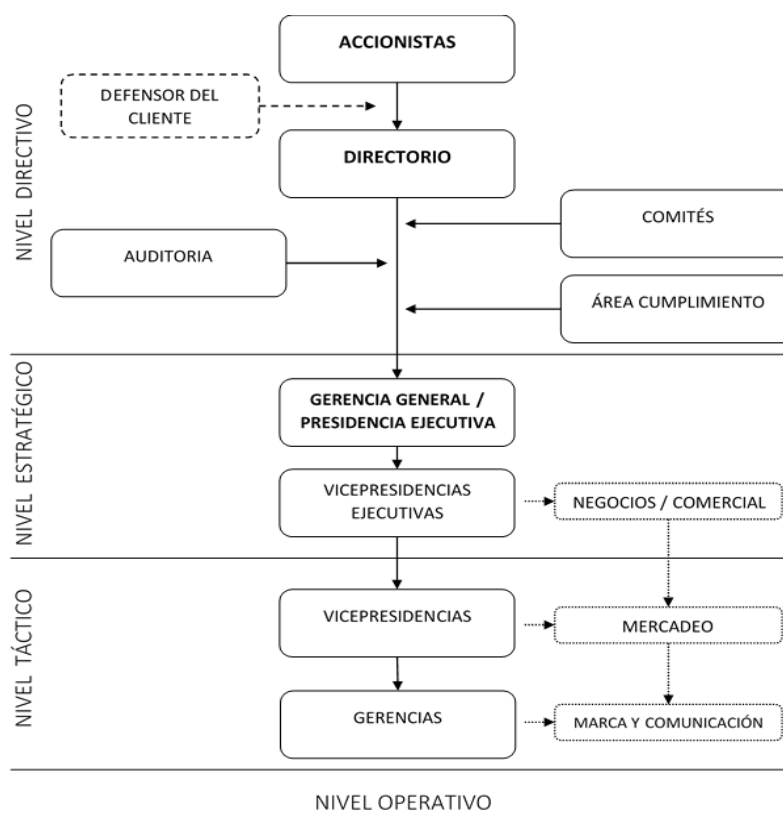 ACCIONISTAS
DEFENSOR DEL
CLIENTE
NIVEL DIRECTIVO
DIRECTORIO
COMITÉS
AUDITORIA
ÁREA CUMPLIMIENTO
NIVEL ESTRATÉGICO
GERENCIA GENERAL /
PRESIDENCIA EJECUTIVA
VICEPRESIDENCIAS
EJECUTIVAS
NEGOCIOS / COMERCIAL
NIVEL TÁCTICO
VICEPRESIDENCIAS
MERCADEO
GERENCIAS
MARCA Y COMUNICACIÓN
NIVEL OPERATIVO